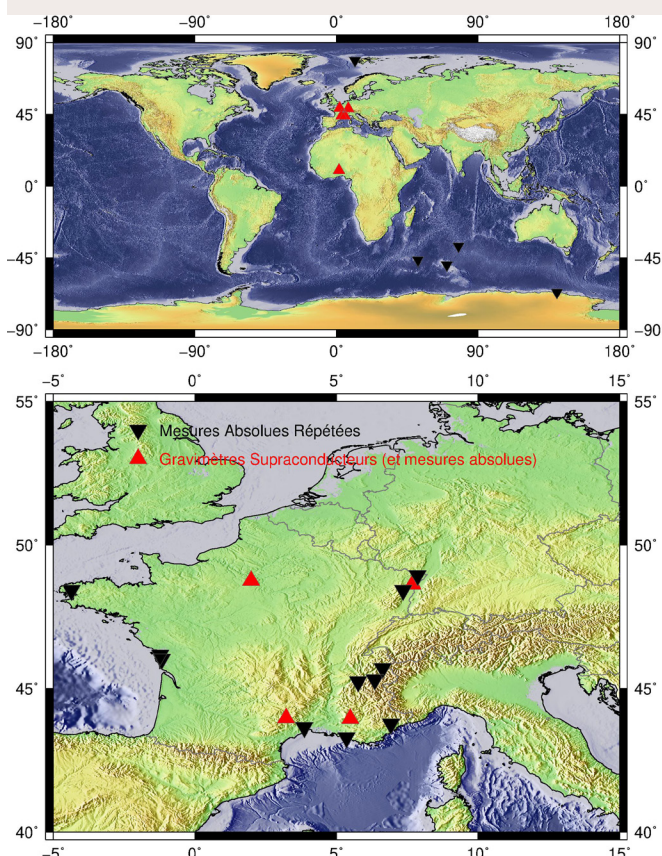 −180˚ −90˚ 0˚ 90˚ 180˚
90˚ 90˚
45˚ 45˚
0˚ 0˚
−45˚ −45˚
−90˚ −90˚
−180˚ −90˚ 0˚ 90˚ 180˚
−5˚ 0˚ 5˚ 10˚ 15˚
55˚ 55˚
Mesures Absolues Répétées
Gravimètres Supraconducteurs (et mesures absolues)
50˚ 50˚
45˚ 45˚
40˚ 40˚
−5˚ 0˚ 5˚ 10˚ 15˚